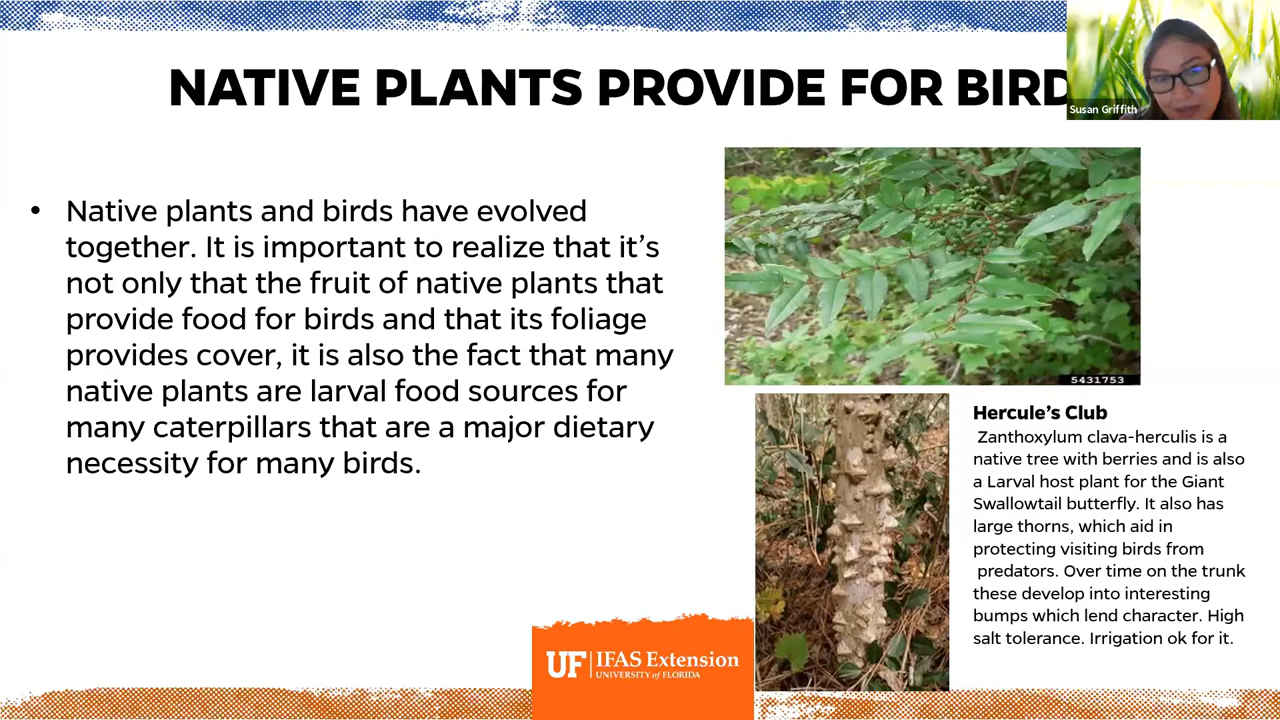 NATIVE PLANTS PROVIDE FOR BIRD
Susan Griffith
• Native plants and birds have evolved
together. It is important to realize that it’s
not only that the fruit of native plants that
provide food for birds and that its foliage
provides cover, it is also the fact that many
native plants are larval food sources for
many caterpillars that are a major dietary
necessity for many birds.
5431753
Hercule’s Club
Zanthoxylum clava-herculis is a
native tree with berries and is also
a Larval host plant for the Giant
Swallowtail butterfly. It also has
large thorns, which aid in
protecting visiting birds from
predators. Over time on the trunk
these develop into interesting
bumps which lend character. High
salt tolerance. Irrigation ok for it.
UF IFAS Extension
UNIVERSITY of FLORIDA